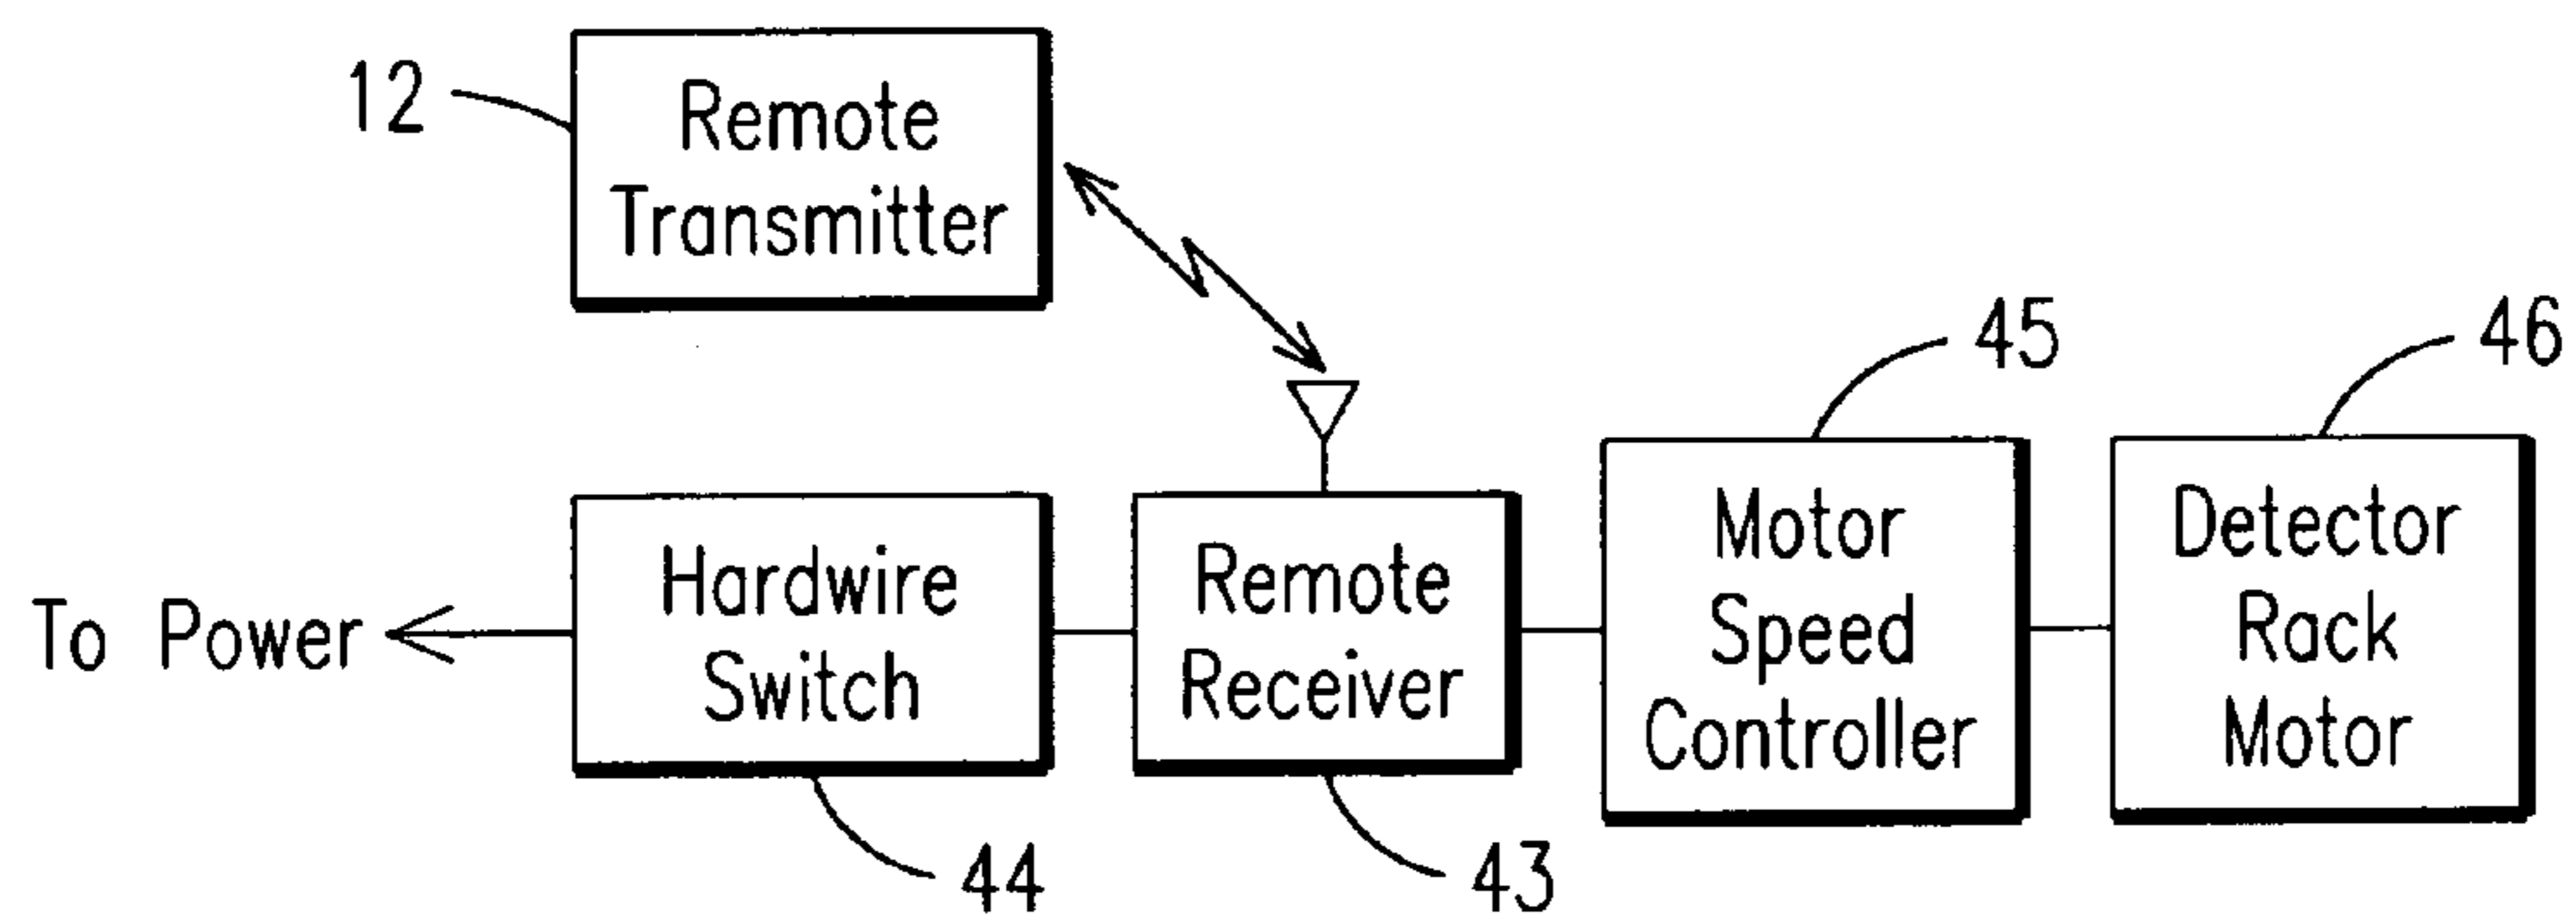 12
Remote
Transmitter
45
46
To Power
Hardwire
Switch
Remote
Receiver
Motor
Speed
Controller
Detector
Rack
Motor
44
43